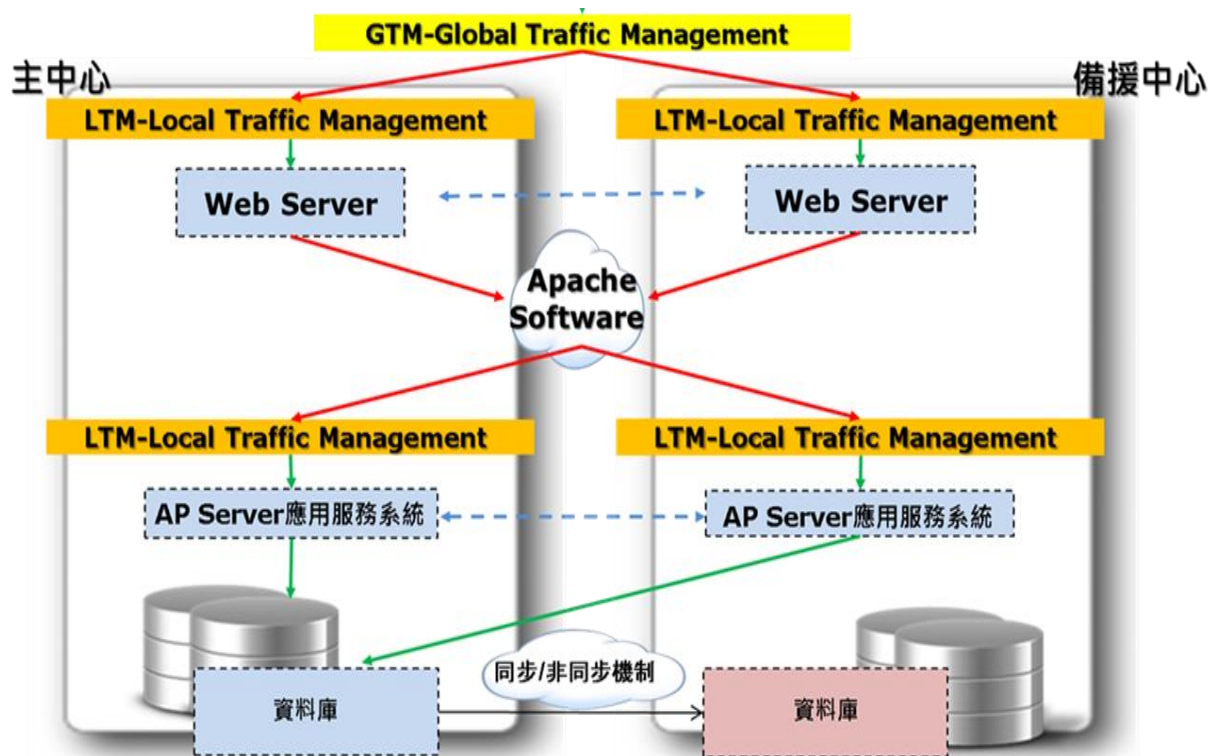 GTM-Global Traffic Management
主中心
備援中心
LTM-Local Traffic Management
LTM-Local Traffic Management
Web Server
Web Server
Apache
Software
LTM-Local Traffic Management
LTM-Local Traffic Management
AP Server應用服務系統
AP Server應用服務系統
同步/非同步機制
資料庫
資料庫